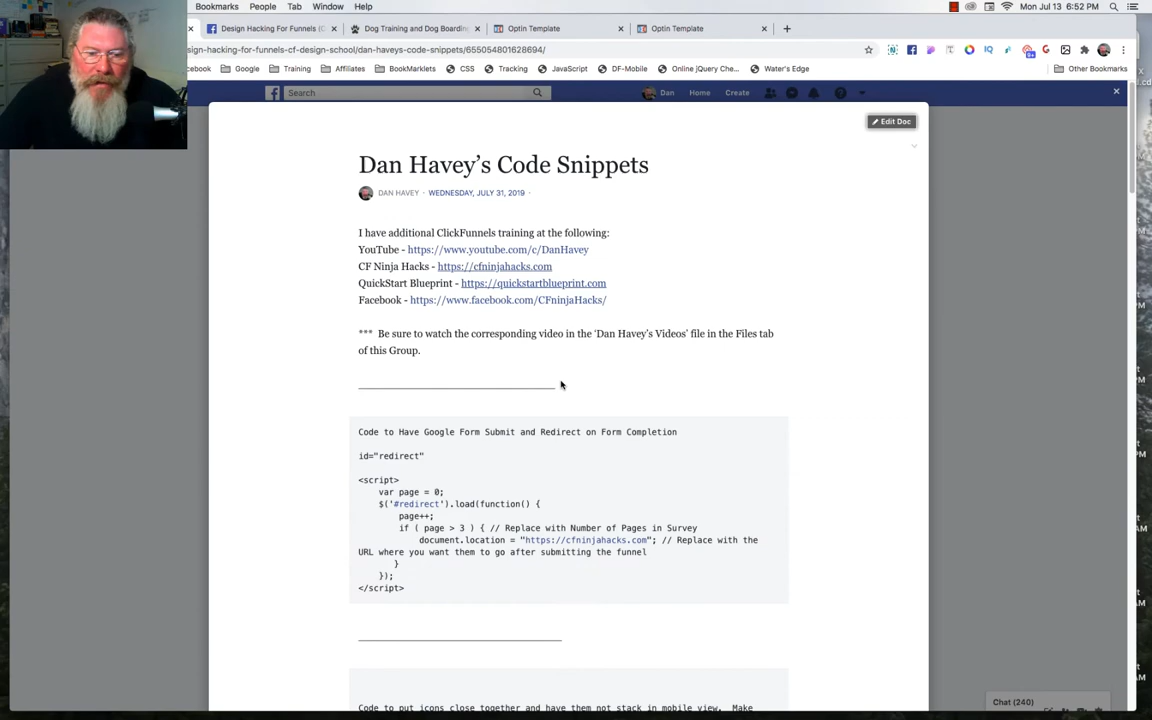 Bookmarks People Tab Window Help
Mon Jul 13 6:52 PM
Design Hacking For Funnels (C
Dog Training and Dog Boardin
Optin Template
Optin Template
sign-hacking-for-funnels-cf-design-school/dan-haveys-code-snippets/655054801628694/
cebook
Google
Training
Affiliates
BookMarklets
CSS
Tracking
JavaScript
DF-Mobile
Online jQuery Che...
Water's Edge
Other Bookmarks
Search
Dan
Home
Create
Edit Doc
Dan Havey's Code Snippets
DAN HAVEY · WEDNESDAY, JULY 31, 2019 ·
I have additional ClickFunnels training at the following:
YouTube - https://www.youtube.com/c/DanHavey
CF Ninja Hacks - https://cfninjahacks.com
QuickStart Blueprint - https://quickstartblueprint.com
Facebook - https://www.facebook.com/CFninjaHacks/
*** Be sure to watch the corresponding video in the 'Dan Havey's Videos' file in the Files tab
of this Group.
Code to Have Google Form Submit and Redirect on Form Completion
id="redirect"
<script>
var page = 0;
$('#redirect').load(function() {
page++;
if ( page > 3 ) { // Replace with Number of Pages in Survey
document.location = "https://cfninjahacks.com"; // Replace with the
URL where you want them to go after submitting the funnel
}
});
</script>
Code to put icons close together and have them not stack in mobile view. Make
Chat (240)